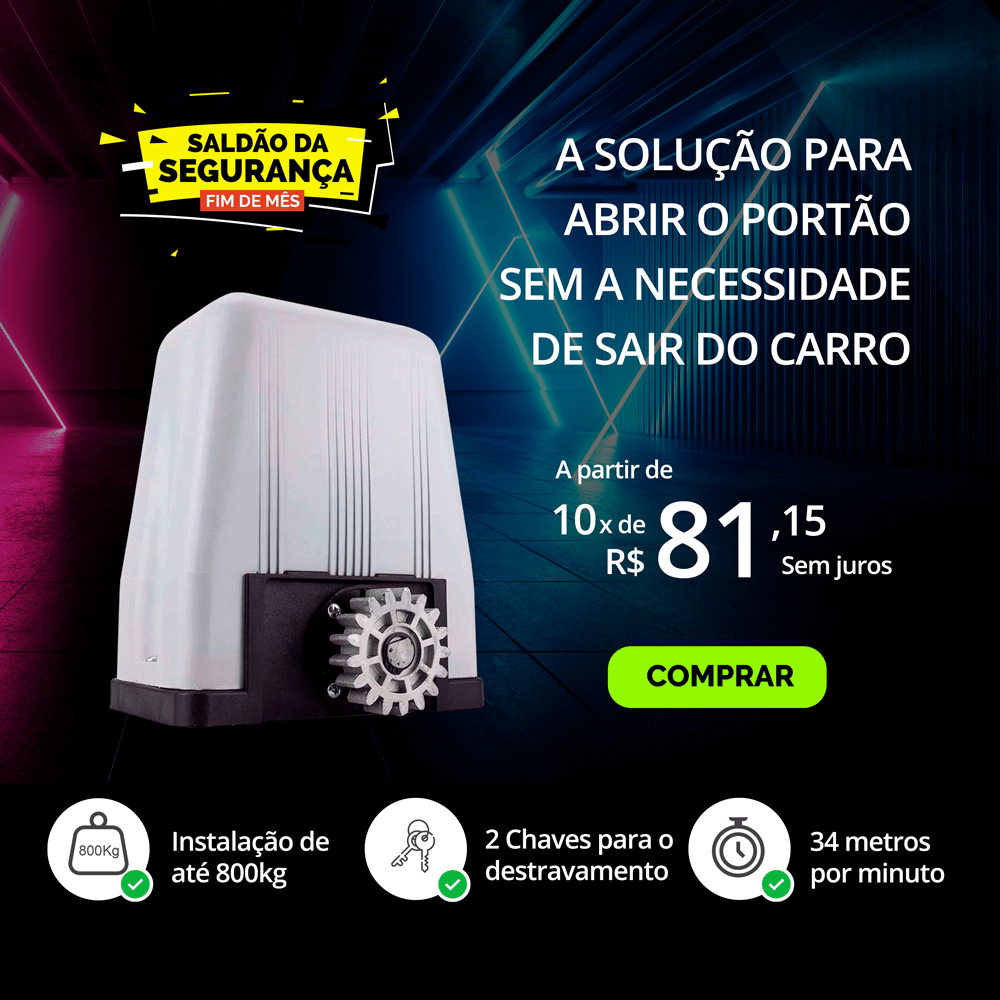 SALDÃO DA
SEGURANÇA
FIM DE MÊS
A SOLUÇÃO PARA
ABRIR O PORTÃO
SEM A NECESSIDADE
DE SAIR DO CARRO
A partir de
10x de
R$ 81,15
Sem juros
COMPRAR
800Kg
Instalação de
até 800kg
2 Chaves para o
destravamento
34 metros
por minuto